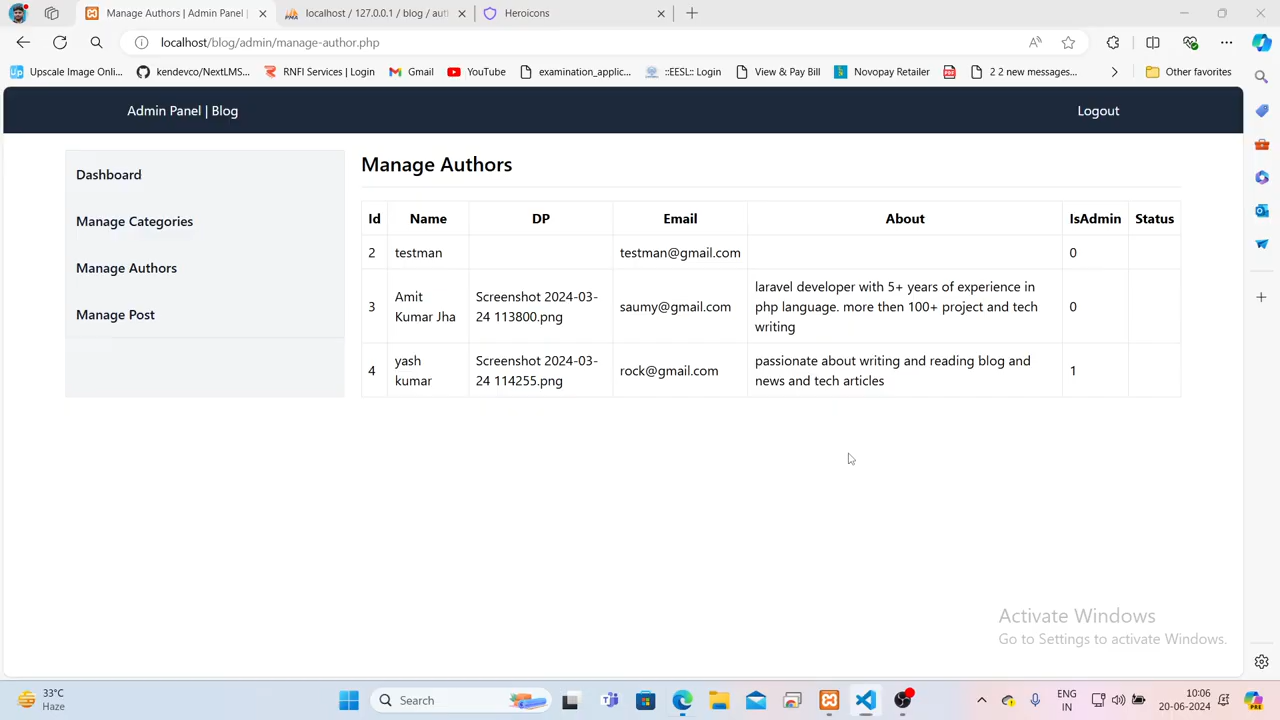 Manage Authors | Admin Panel |
localhost / 127.0.0.1 / blog / aut
Heroicons
localhost/blog/admin/manage-author.php
Upscale Image Onli...
kendevco/NextLMS...
RNFI Services | Login
Gmail
YouTube
examination_applic...
::EESL:: Login
View & Pay Bill
Novopay Retailer
2 2 new messages...
Other favorites
Admin Panel | Blog
Logout
Dashboard
Manage Categories
Manage Authors
Manage Post
Manage Authors
Id Name DP Email About IsAdmin Status
2 testman testman@gmail.com 0
3 Amit Kumar Jha Screenshot 2024-03-24 113800.png saumy@gmail.com laravel developer with 5+ years of experience in php language. more then 100+ project and tech writing 0
4 yash kumar Screenshot 2024-03-24 114255.png rock@gmail.com passionate about writing and reading blog and news and tech articles 1
Activate Windows
Go to Settings to activate Windows.
33°C
Haze
Search
ENG
IN
10:06
20-06-2024